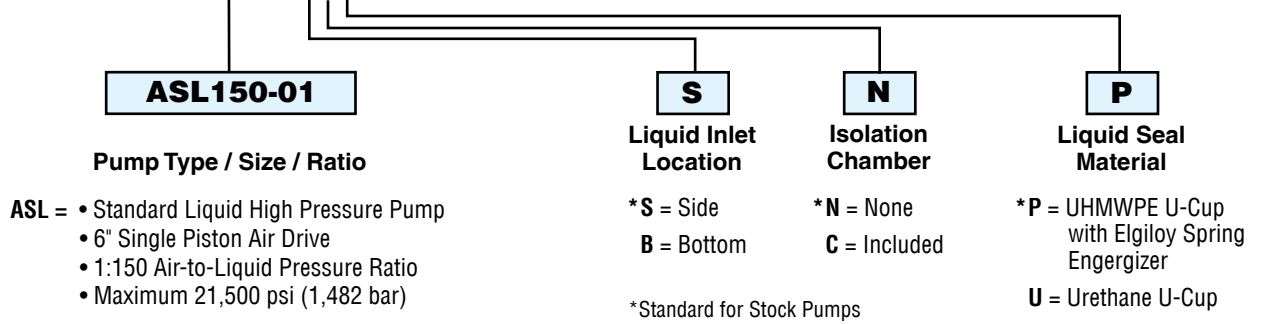 ASL150-01
S
N
P
Pump Type / Size / Ratio
Liquid Inlet
Location
Isolation
Chamber
Liquid Seal
Material
ASL = • Standard Liquid High Pressure Pump
• 6" Single Piston Air Drive
• 1:150 Air-to-Liquid Pressure Ratio
• Maximum 21,500 psi (1,482 bar)
*S = Side
B = Bottom
*N = None
C = Included
*P = UHMWPE U-Cup
with Elgiloy Spring
Engergizer
U = Urethane U-Cup
*Standard for Stock Pumps